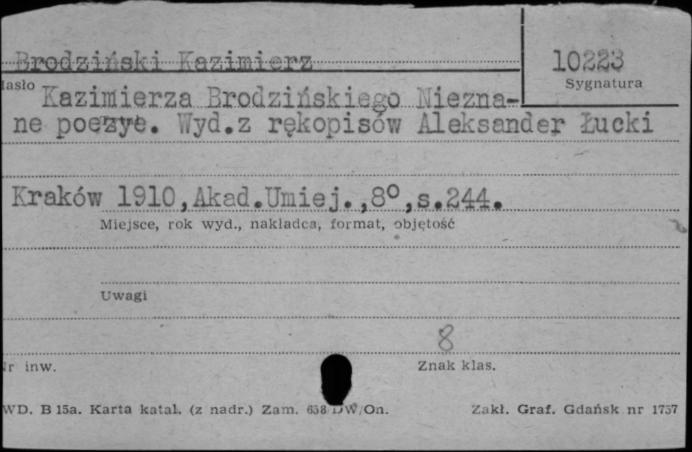 Brodziński Kazimierz
10223
Sygnatura
Hasło Kazimierza Brodzińskiego Niezna-
ne poezye. Wyd.z rękopisów Aleksander Łucki
Kraków 1910,Akad.Umiej.,8°,s.244.
Miejsce, rok wyd., nakładca, format, objętość
Uwagi
8
Nr inw.
Znak klas.
WD. B 15a. Karta katal. (z nadr.) Zam. 658/DW/On.
Zakł. Graf. Gdańsk nr 1757